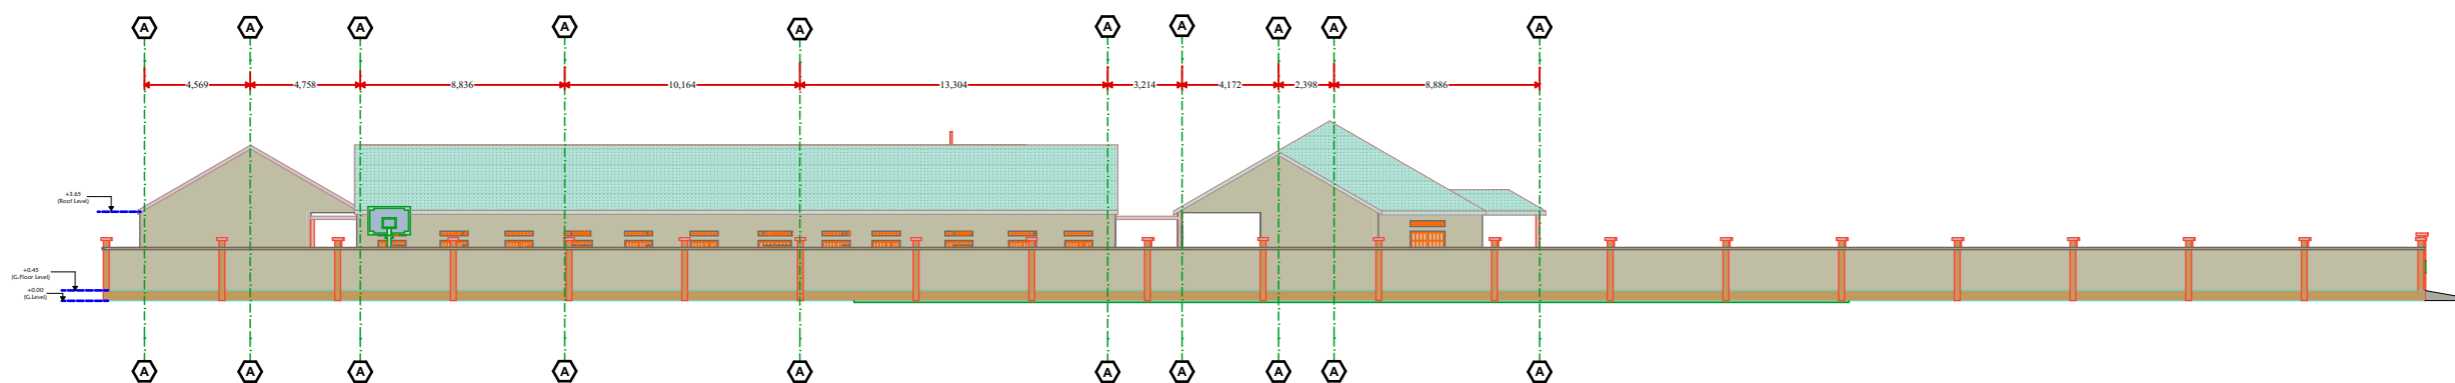 A A A A A A A A A A
4,569 4,758 8,836 10,164 13,304 3,214 4,172 2,398 8,886
+3.65
(Roof Level)
+0.45
(G.Floor Level)
+0.00
(G.Level)
A A A A A A A A A A